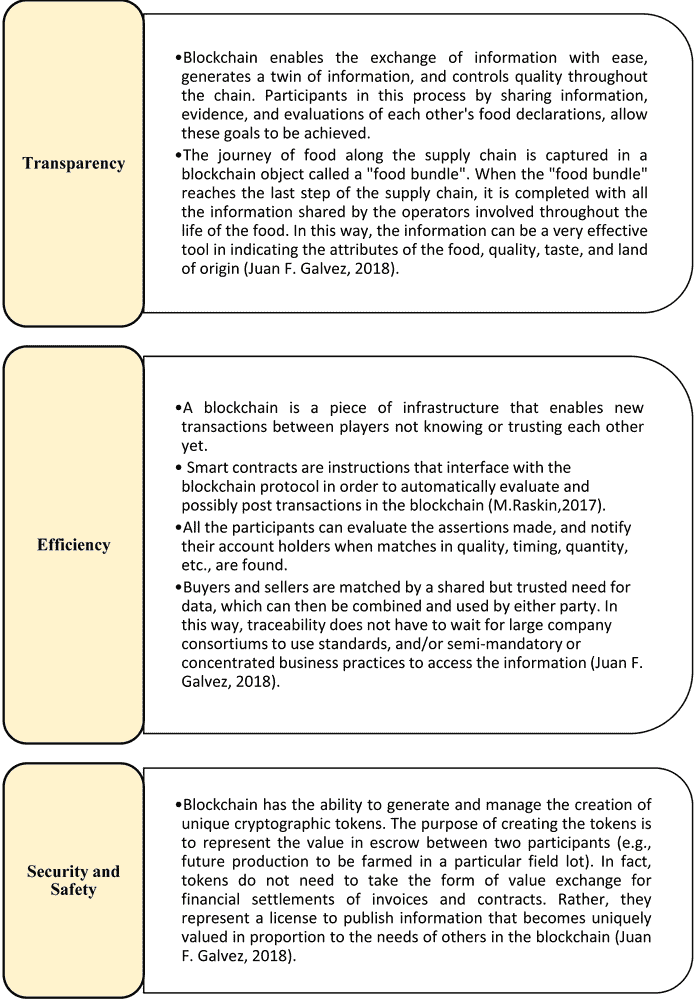 Transparency
•Blockchain enables the exchange of information with ease,
generates a twin of information, and controls quality throughout
the chain. Participants in this process by sharing information,
evidence, and evaluations of each other's food declarations, allow
these goals to be achieved.
•The journey of food along the supply chain is captured in a
blockchain object called a "food bundle". When the "food bundle"
reaches the last step of the supply chain, it is completed with all
the information shared by the operators involved throughout the
life of the food. In this way, the information can be a very effective
tool in indicating the attributes of the food, quality, taste, and land
of origin (Juan F. Galvez, 2018).
Efficiency
•A blockchain is a piece of infrastructure that enables new
transactions between players not knowing or trusting each other
yet.
• Smart contracts are instructions that interface with the
blockchain protocol in order to automatically evaluate and
possibly post transactions in the blockchain (M.Raskin,2017).
•All the participants can evaluate the assertions made, and notify
their account holders when matches in quality, timing, quantity,
etc., are found.
•Buyers and sellers are matched by a shared but trusted need for
data, which can then be combined and used by either party. In
this way, traceability does not have to wait for large company
consortiums to use standards, and/or semi-mandatory or
concentrated business practices to access the information (Juan F.
Galvez, 2018).
Security and
Safety
•Blockchain has the ability to generate and manage the creation of
unique cryptographic tokens. The purpose of creating the tokens is
to represent the value in escrow between two participants (e.g.,
future production to be farmed in a particular field lot). In fact,
tokens do not need to take the form of value exchange for
financial settlements of invoices and contracts. Rather, they
represent a license to publish information that becomes uniquely
valued in proportion to the needs of others in the blockchain (Juan
F. Galvez, 2018).